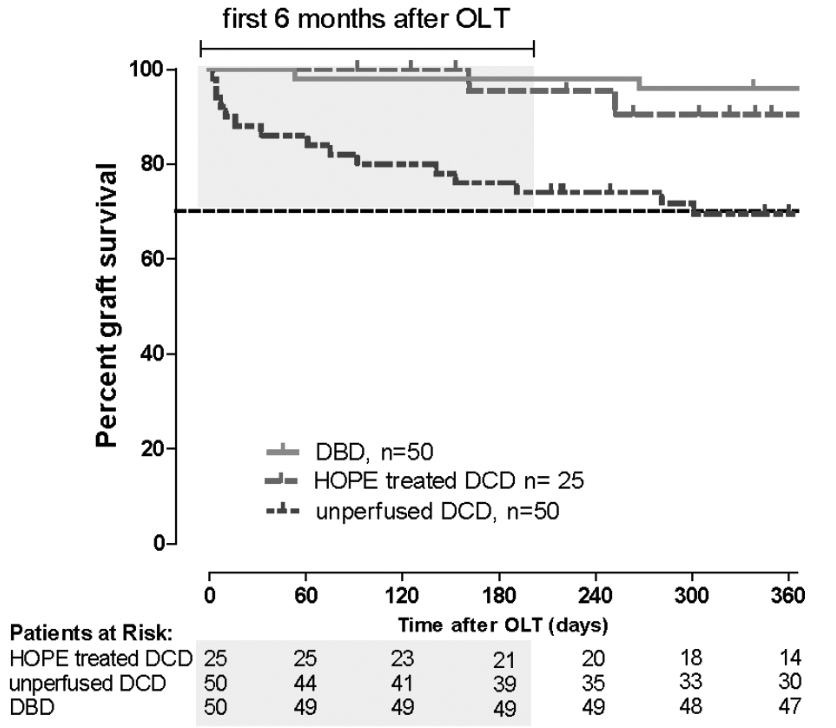 first 6 months after OLT
100
80
60
40
20
0
Percent graft survival
DBD, n=50
HOPE treated DCD n= 25
unperfused DCD, n=50
0 60 120 180 240 300 360
Time after OLT (days)
Patients at Risk:
HOPE treated DCD 25 25 23 21 20 18 14
unperfused DCD 50 44 41 39 35 33 30
DBD 50 49 49 49 49 48 47